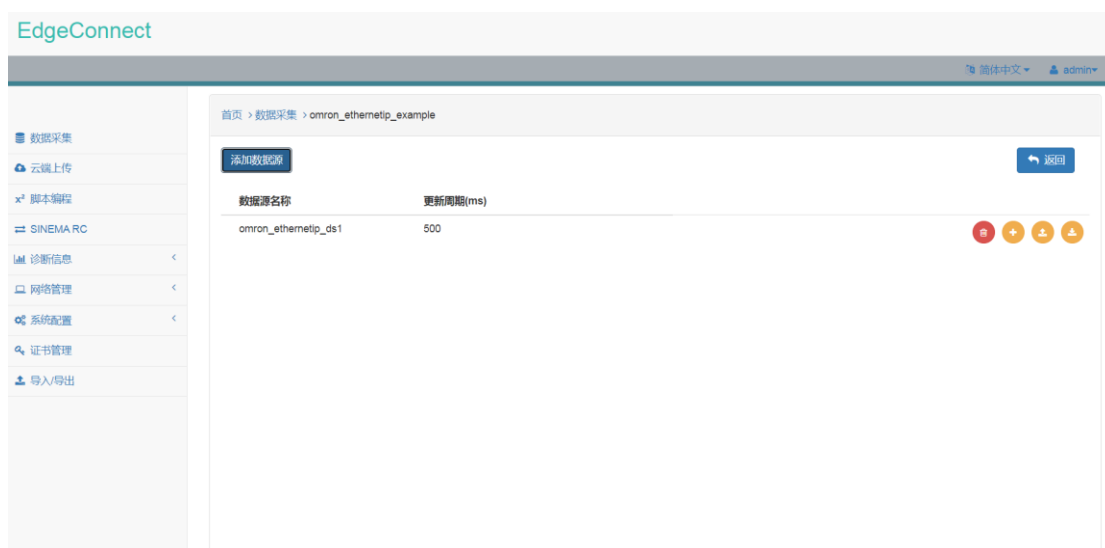 EdgeConnect
简体中文 admin
首页 > 数据采集 > omron_ethernetip_example
数据采集
云端上传
脚本编程
SINEMA RC
诊断信息
网络管理
系统配置
证书管理
导入/导出
添加数据源
返回
数据源名称 更新周期(ms)
omron_ethernetip_ds1 500